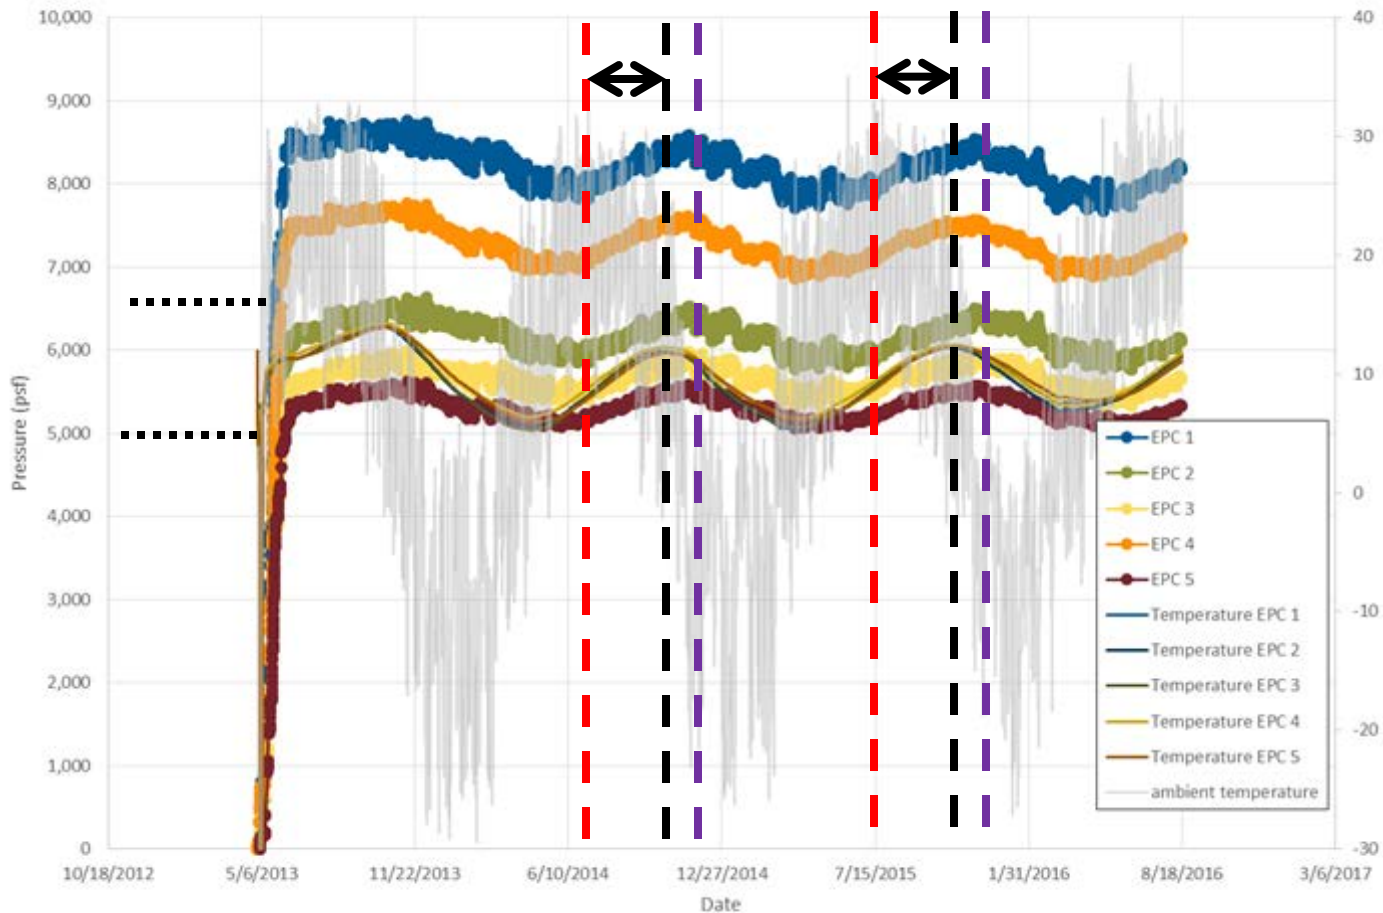 10,000
9,000
8,000
7,000
6,000
5,000
4,000
3,000
2,000
1,000
0
Pressure (psf)
40
30
20
10
0
-10
-20
-30
EPC 1
EPC 2
EPC 3
EPC 4
EPC 5
Temperature EPC 1
Temperature EPC 2
Temperature EPC 3
Temperature EPC 4
Temperature EPC 5
ambient temperature
10/18/2012 5/6/2013 11/22/2013 6/10/2014 12/27/2014 7/15/2015 1/31/2016 8/18/2016 3/6/2017
Date